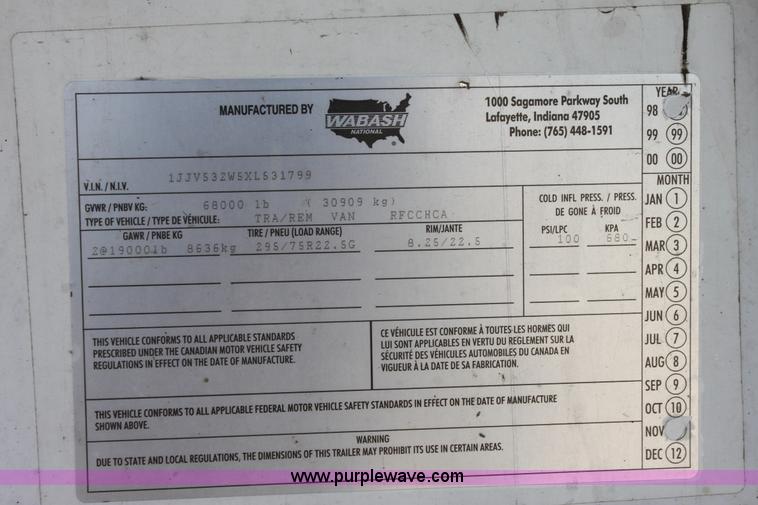 MANUFACTURED BY
WABASH
NATIONAL
1000 Sagamore Parkway South
Lafayette, Indiana 47905
Phone: (765) 448-1591
V.I.N. / N.I.V. 1JJV532W5XL531799
GVWR / PNBV KG: 68000 lb ( 30909 kg)
TYPE OF VEHICLE / TYPE DE VÉHICULE: TRA/REM VAN RFCCHCA
GAWR / PNBE KG TIRE / PNEU (LOAD RANGE) RIM/JANTE
2@19000lb 8636kg 295/75R22.5G 8.25/22.5
COLD INFL PRESS. / PRESS.
DE GONE À FROID
PSI/LPC KPA
100 680
THIS VEHICLE CONFORMS TO ALL APPLICABLE STANDARDS
PRESCRIBED UNDER THE CANADIAN MOTOR VEHICLE SAFETY
REGULATIONS IN EFFECT ON THE DATE OF MANUFACTURE.
CE VÉHICULE EST CONFORME À TOUTES LES HORMES QUI
LUI SONT APPLICABLES EN VERTU DU REGLEMENT SUR LA
SÉCURITÉ DES VÉHICULES AUTOMOBILES DU CANADA EN
VIGUEUR À LA DATE DE SA FABRICATION.
THIS VEHICLE CONFORMS TO ALL APPLICABLE FEDERAL MOTOR VEHICLE SAFETY STANDARDS IN EFFECT ON THE DATE OF MANUFACTURE
SHOWN ABOVE.
WARNING
DUE TO STATE AND LOCAL REGULATIONS, THE DIMENSIONS OF THIS TRAILER MAY PROHIBIT ITS USE IN CERTAIN AREAS.
YEAR
98
99 99
00 00
MONTH
JAN 1
FEB 2
MAR 3
APR 4
MAY 5
JUN 6
JUL 7
AUG 8
SEP 9
OCT 10
NOV
DEC 12
www.purplewave.com